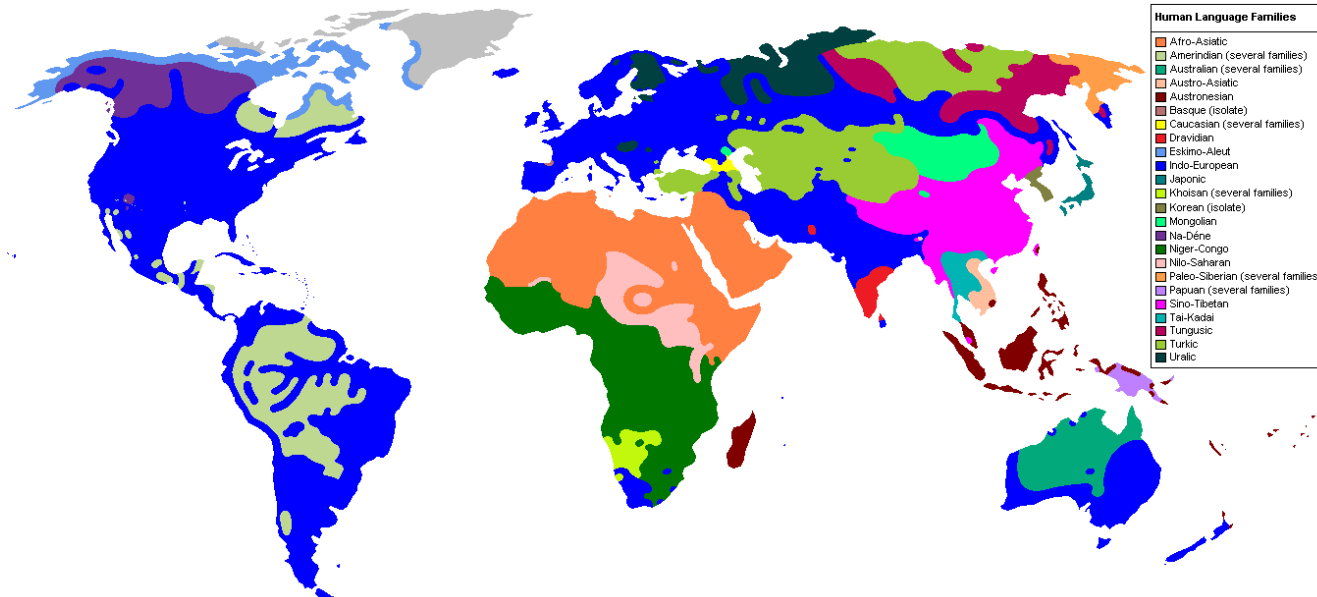 Human Language Families
Afro-Asiatic
Amerindian (several families)
Australian (several families)
Austro-Asiatic
Austronesian
Basque (isolate)
Caucasian (several families)
Dravidian
Eskimo-Aleut
Indo-European
Japonic
Khoisan (several families)
Korean (isolate)
Mongolian
Na-Déne
Niger-Congo
Nilo-Saharan
Paleo-Siberian (several families
Papuan (several families)
Sino-Tibetan
Tai-Kadai
Tungusic
Turkic
Uralic